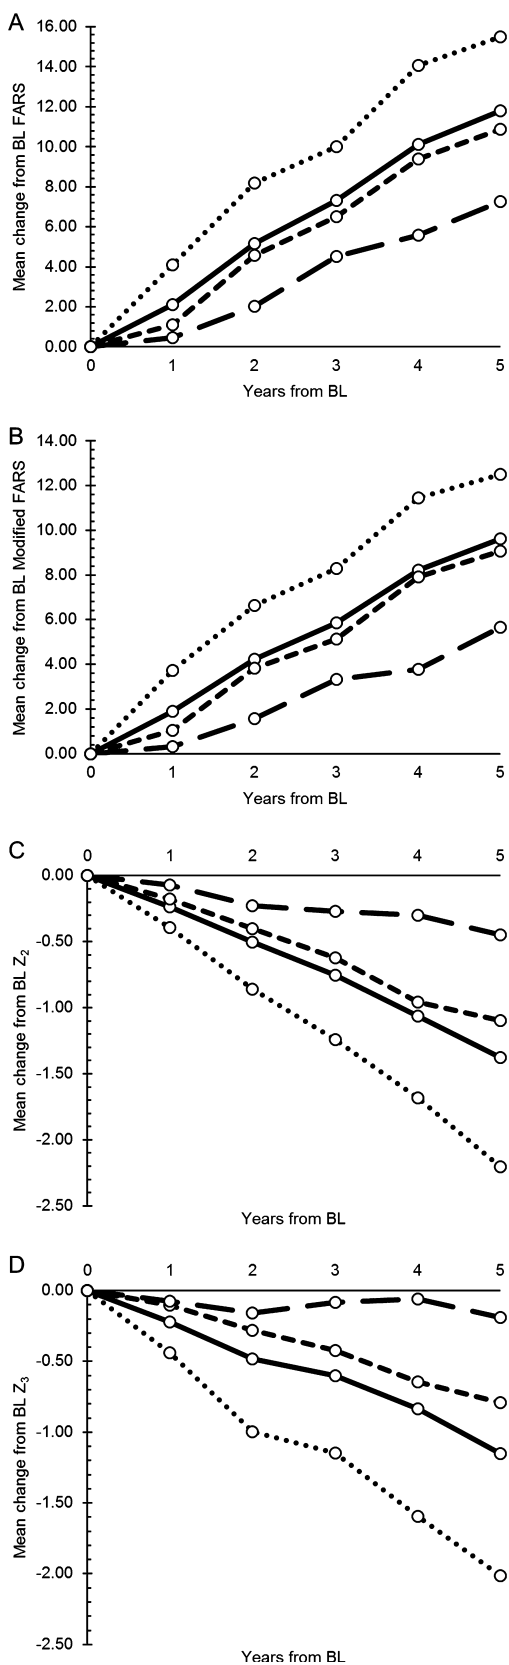 A
Mean change from BL FARS
16.00
14.00
12.00
10.00
8.00
6.00
4.00
2.00
0.00
0 1 2 3 4 5
Years from BL
B
Mean change from BL Modified FARS
14.00
12.00
10.00
8.00
6.00
4.00
2.00
0.00
0 1 2 3 4 5
Years from BL
C
Mean change from BL Z2
0 1 2 3 4 5
0.00
-0.50
-1.00
-1.50
-2.00
-2.50
Years from BL
D
Mean change from BL Z3
0 1 2 3 4 5
0.00
-0.50
-1.00
-1.50
-2.00
-2.50
Years from BL